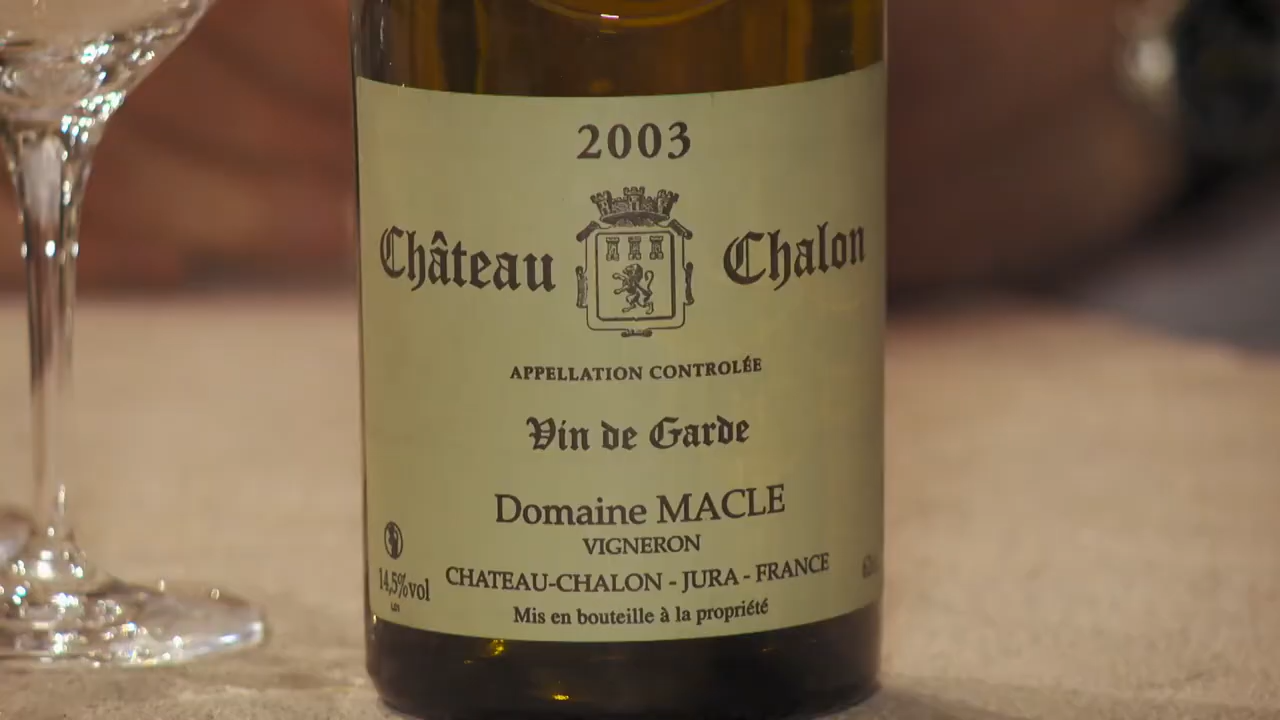 2003
Château Chalon
APPELLATION CONTROLÉE
Vin de Garde
Domaine MACLE
VIGNERON
CHATEAU-CHALON - JURA - FRANCE
14,5%vol
Mis en bouteille à la propriété